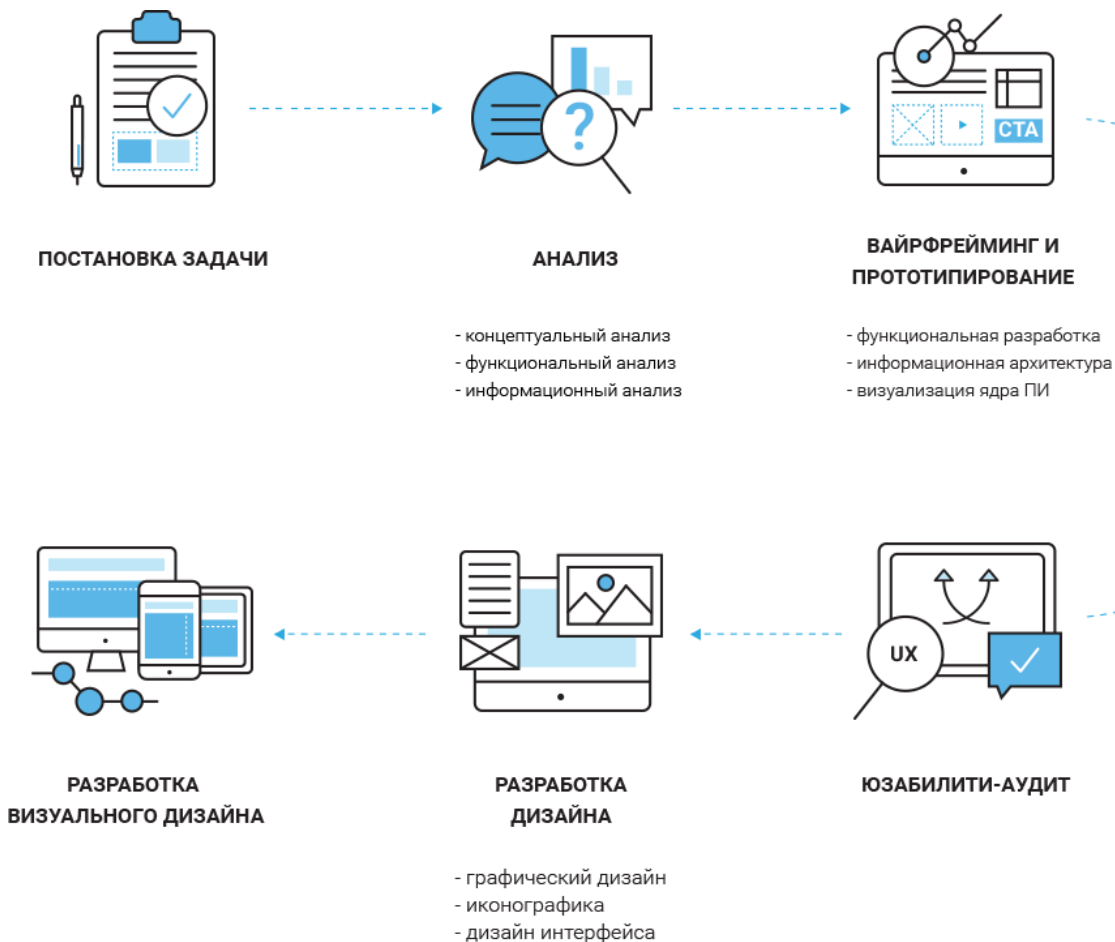 CTA
?
ПОСТАНОВКА ЗАДАЧИ
АНАЛИЗ
- концептуальный анализ
- функциональный анализ
- информационный анализ
ВАЙРФРЕЙМИНГ И
ПРОТОТИПИРОВАНИЕ
- функциональная разработка
- информационная архитектура
- визуализация ядра ПИ
UX
ЮЗАБИЛИТИ-АУДИТ
РАЗРАБОТКА
ДИЗАЙНА
- графический дизайн
- иконографика
- дизайн интерфейса
РАЗРАБОТКА
ВИЗУАЛЬНОГО ДИЗАЙНА